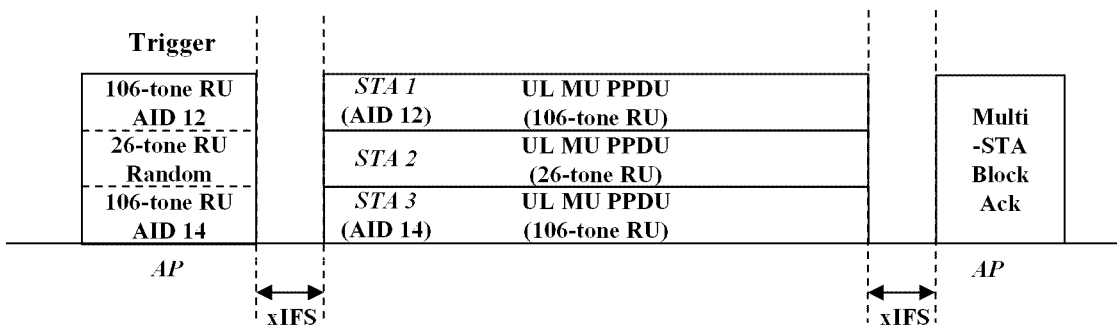 Trigger
106-tone RU
AID 12
26-tone RU
Random
106-tone RU
AID 14
AP
xIFS
STA 1
(AID 12)
UL MU PPDU
(106-tone RU)
STA 2
UL MU PPDU
(26-tone RU)
STA 3
(AID 14)
UL MU PPDU
(106-tone RU)
xIFS
Multi
-STA
Block
Ack
AP